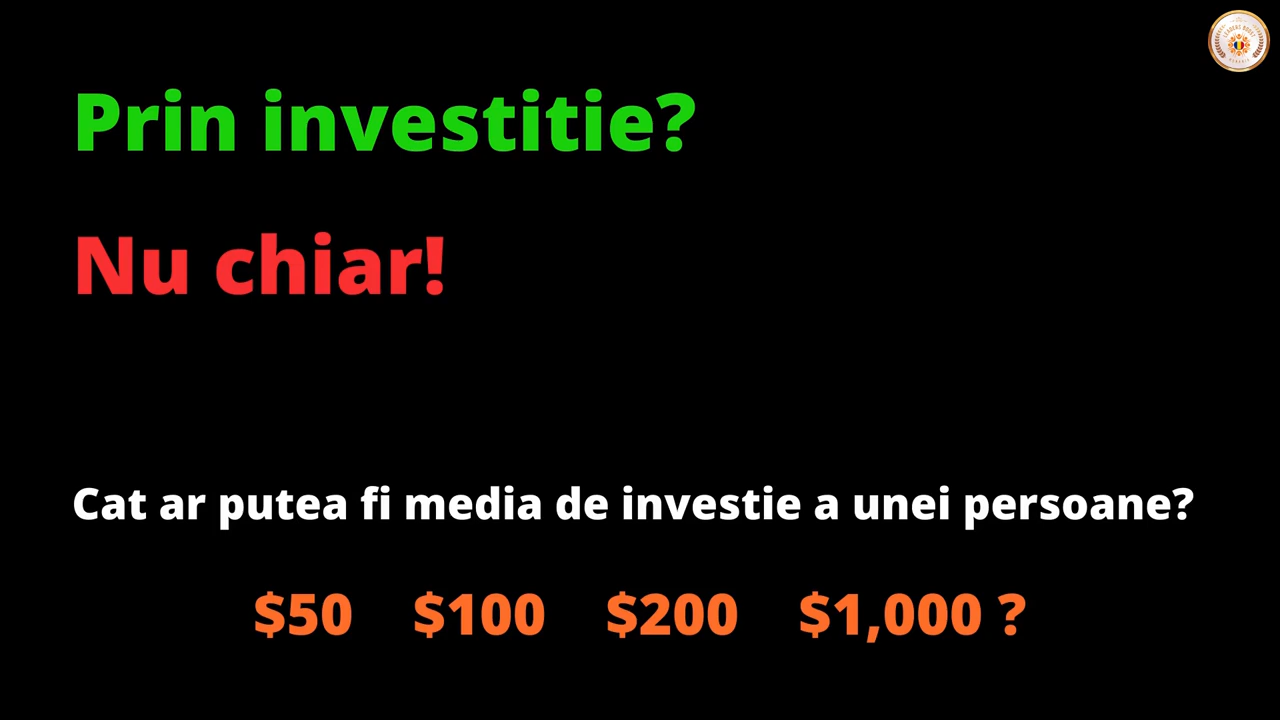 Prin investitie?
Nu chiar!
Cat ar putea fi media de investie a unei persoane?
$50 $100 $200 $1,000 ?